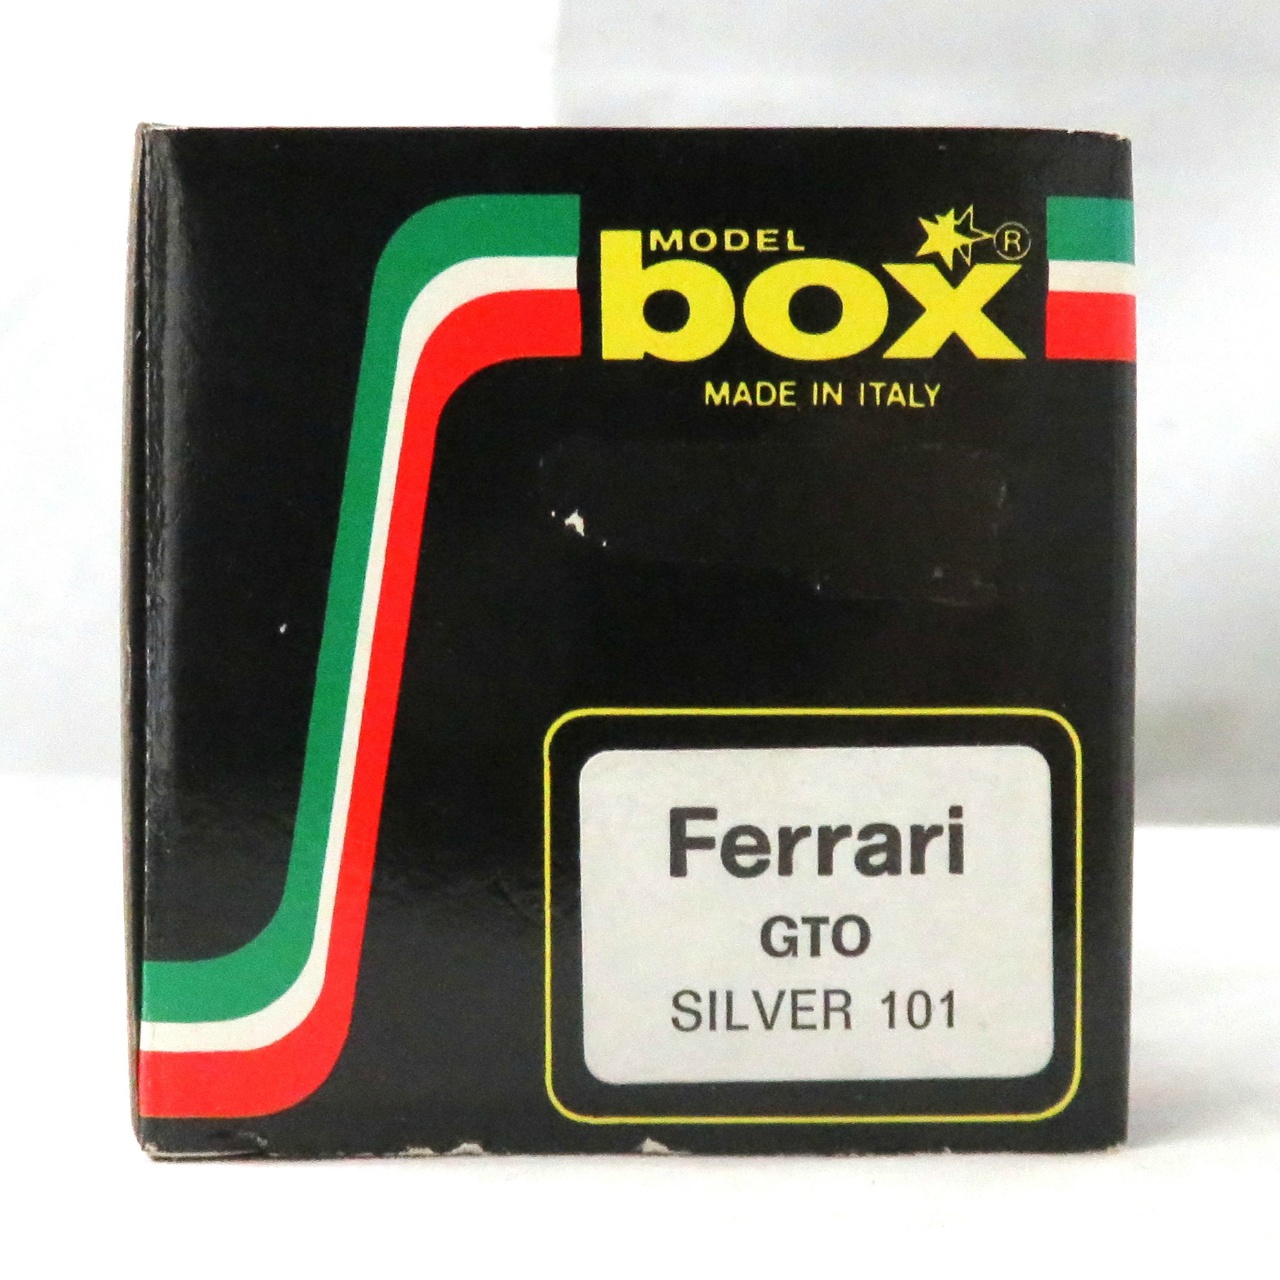 MODEL
box ®
MADE IN ITALY
Ferrari
GTO
SILVER 101